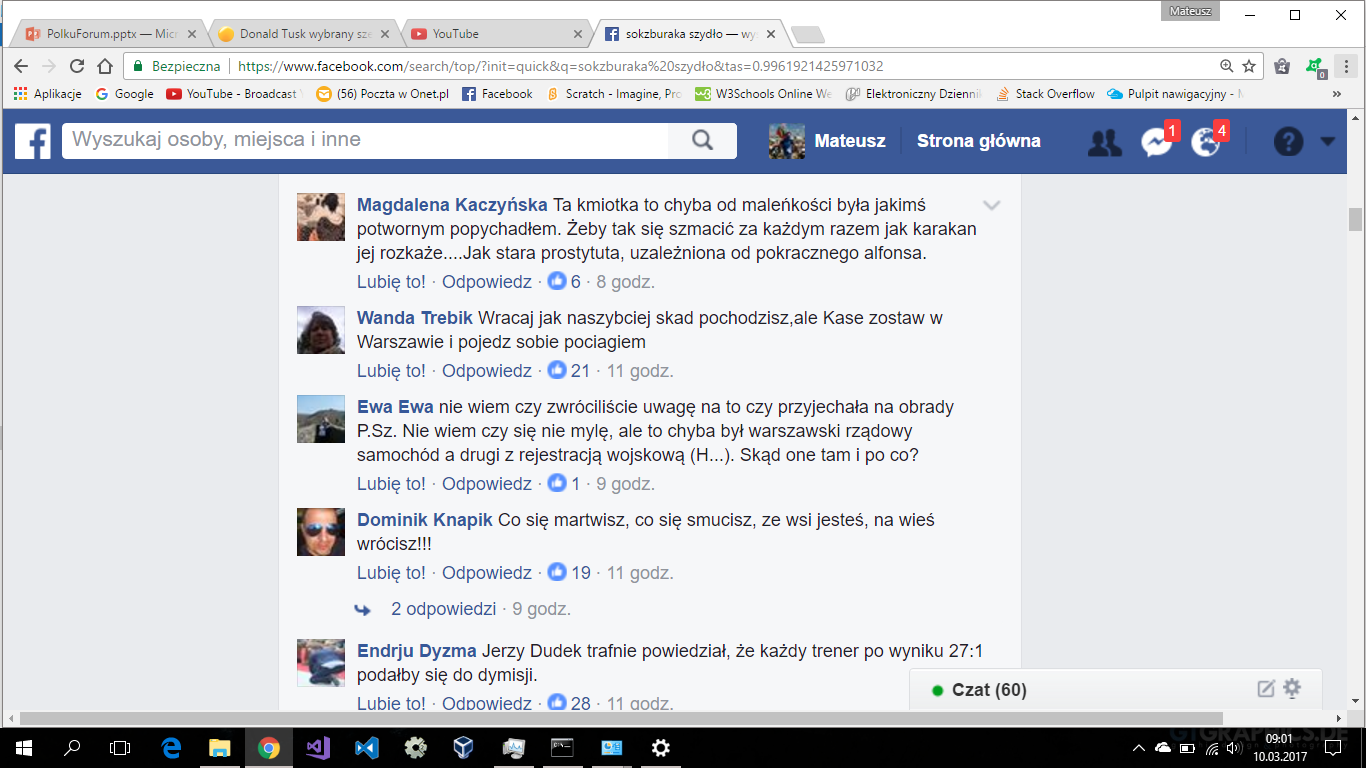 Mateusz
PolkuForum.pptx — Micr
Donald Tusk wybrany sze
YouTube
sokzburaka szydło — wy
Bezpieczna
https://www.facebook.com/search/top/?init=quick&q=sokzburaka%20szydło&tas=0.9961921425971032
Aplikacje
Google
YouTube - Broadcast
(56) Poczta w Onet.pl
Facebook
Scratch - Imagine, Pro
W3Schools Online We
Elektroniczny Dzienni
Stack Overflow
Pulpit nawigacyjny -
Wyszukaj osoby, miejsca i inne
Mateusz
Strona główna
1
4
Magdalena Kaczyńska Ta kmiotka to chyba od maleńkości była jakimś
potwornym popychadłem. Żeby tak się szmacić za każdym razem jak karakan
jej rozkaże....Jak stara prostytuta, uzależniona od pokracznego alfonsa.
Lubię to! · Odpowiedz · 6 · 8 godz.
Wanda Trebik Wracaj jak naszybciej skad pochodzisz,ale Kase zostaw w
Warszawie i pojedz sobie pociagiem
Lubię to! · Odpowiedz · 21 · 11 godz.
Ewa Ewa nie wiem czy zwróciliście uwagę na to czy przyjechała na obrady
P.Sz. Nie wiem czy się nie mylę, ale to chyba był warszawski rządowy
samochód a drugi z rejestracją wojskową (H...). Skąd one tam i po co?
Lubię to! · Odpowiedz · 1 · 9 godz.
Dominik Knapik Co się martwisz, co się smucisz, ze wsi jesteś, na wieś
wrócisz!!!
Lubię to! · Odpowiedz · 19 · 11 godz.
2 odpowiedzi · 9 godz.
Endrju Dyzma Jerzy Dudek trafnie powiedział, że każdy trener po wyniku 27:1
podałby się do dymisji.
Lubię to! · Odpowiedz · 28 · 11 godz.
Czat (60)
09:01
10.03.2017